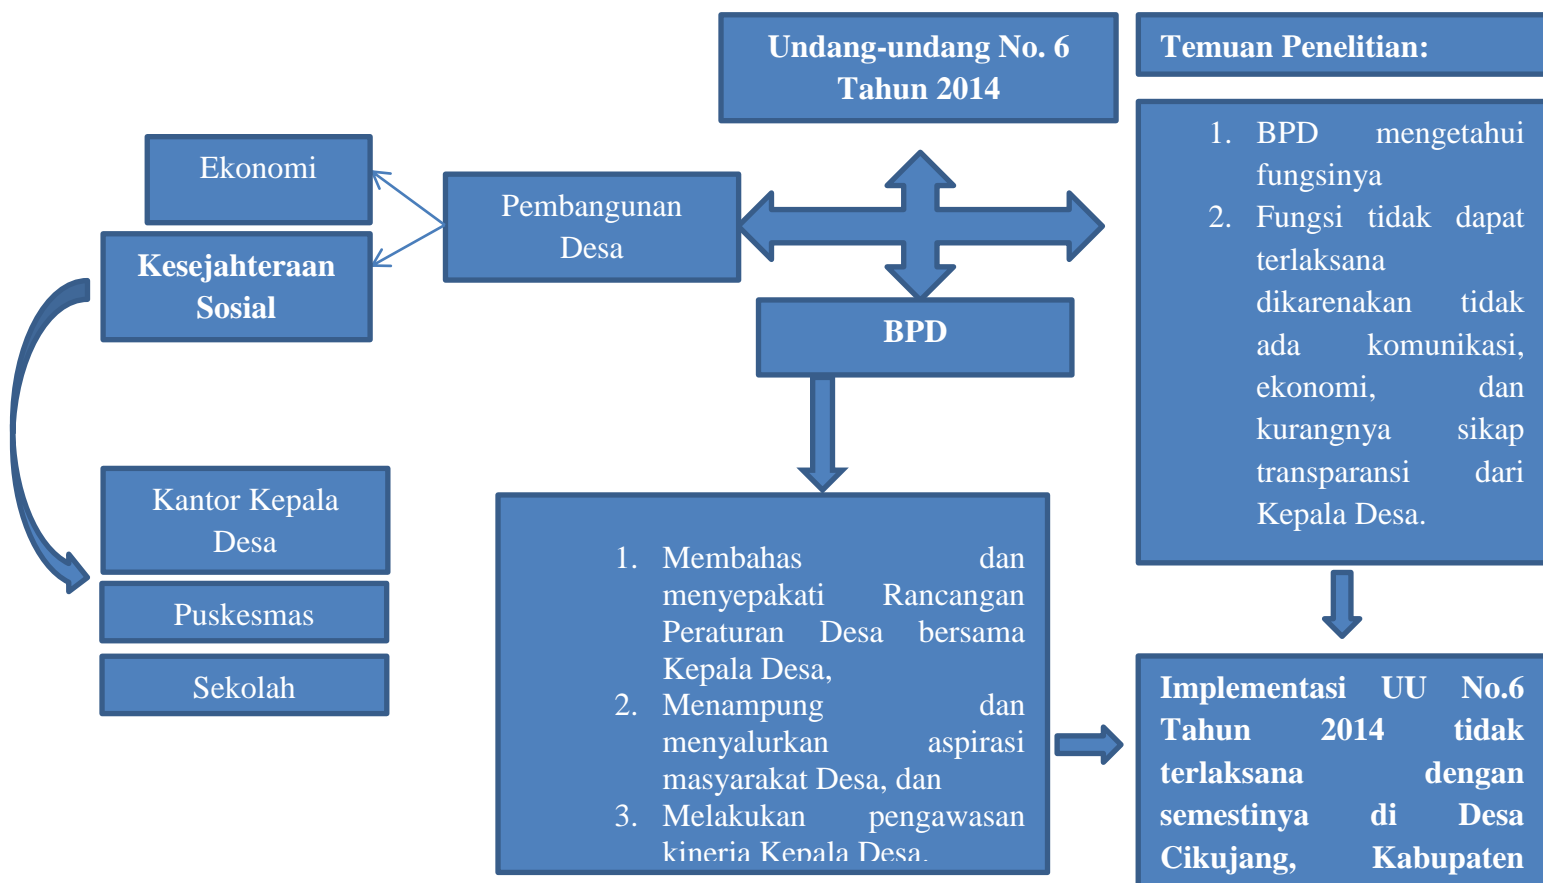 Undang-undang No. 6
Tahun 2014
Temuan Penelitian:
Ekonomi
Pembangunan
Desa
Kesejahteraan
Sosial
BPD
1. BPD mengetahui
fungsinya
2. Fungsi tidak dapat
terlaksana
dikarenakan tidak
ada komunikasi,
ekonomi, dan
kurangnya sikap
transparansi dari
Kepala Desa.
Kantor Kepala
Desa
Puskesmas
Sekolah
1. Membahas dan
menyepakati Rancangan
Peraturan Desa bersama
Kepala Desa,
2. Menampung dan
menyalurkan aspirasi
masyarakat Desa, dan
3. Melakukan pengawasan
kinerja Kepala Desa.
Implementasi UU No.6
Tahun 2014 tidak
terlaksana dengan
semestinya di Desa
Cikujang, Kabupaten